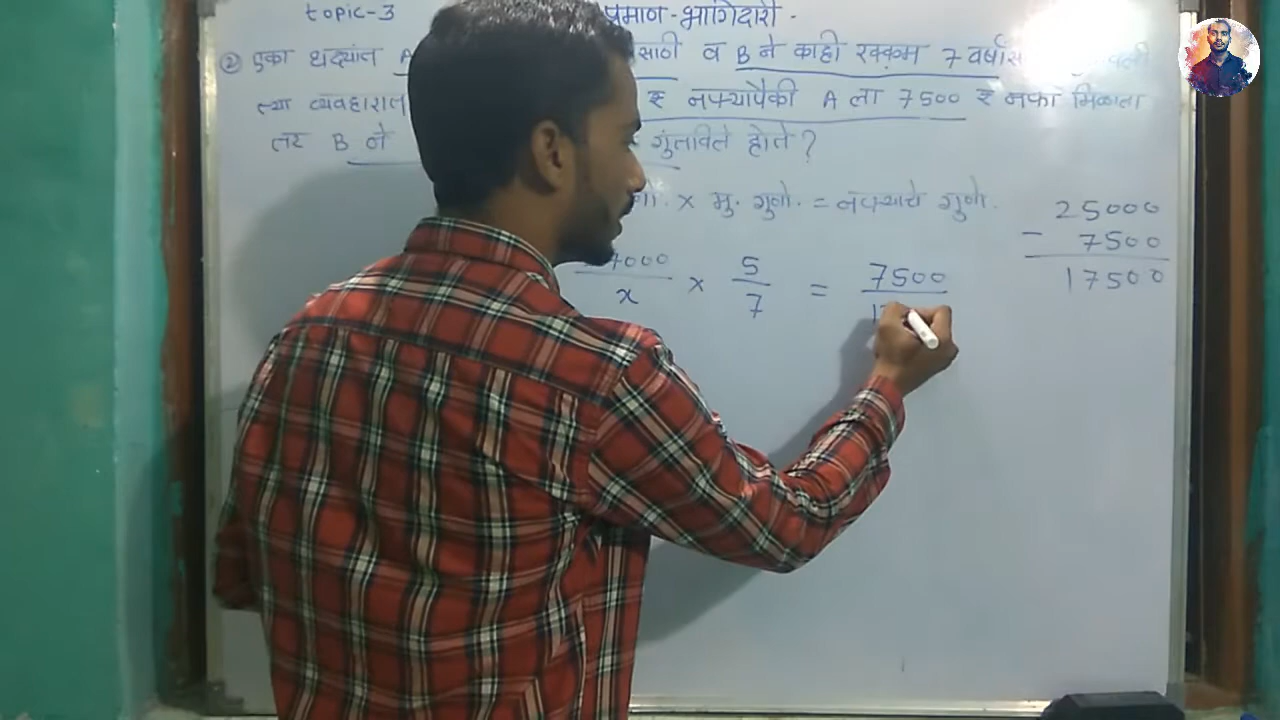 topic-3 प्रमाण-भागिदारी.
② एका धंद्यांत A साठी व B ने काही रक्कम 7
त्या व्यवहारात ₹ नफ्यापैकी A ला 7500 ₹ नफा मिळाला
तर B ने गुंतविले होते?
× मु. गुणो. = नफ्याचे गुणो.
7000 / x × 5 / 7 = 7500
25000
- 7500
17500